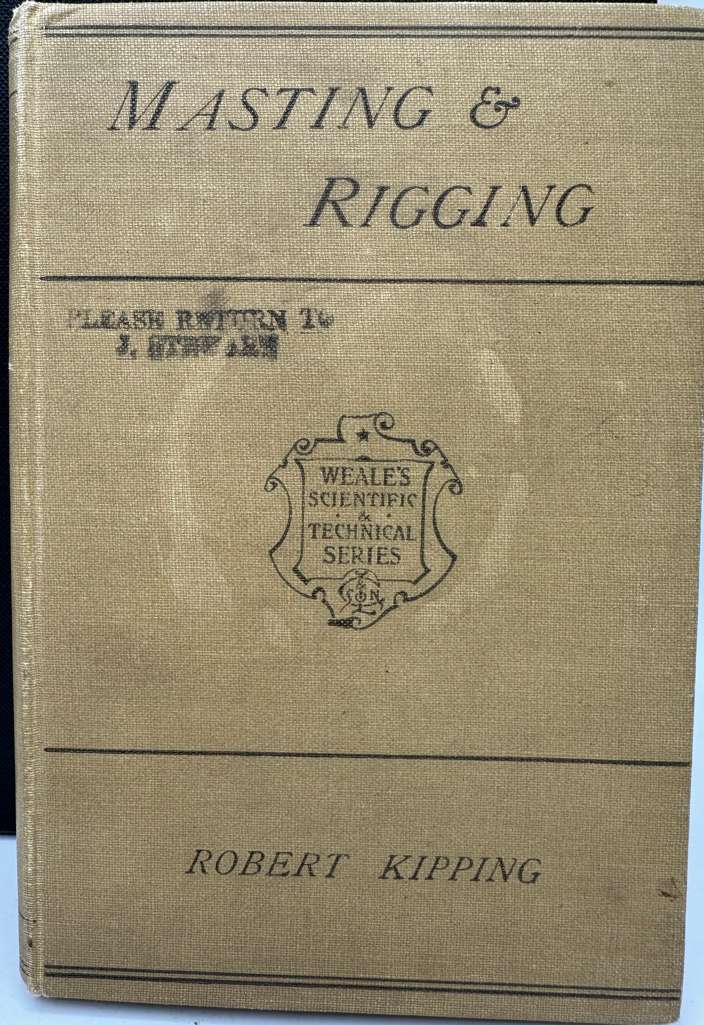 MASTING &
RIGGING
PLEASE RETURN TO
J. STEWART
WEALE'S
SCIENTIFIC
&
TECHNICAL
SERIES
ROBERT KIPPING